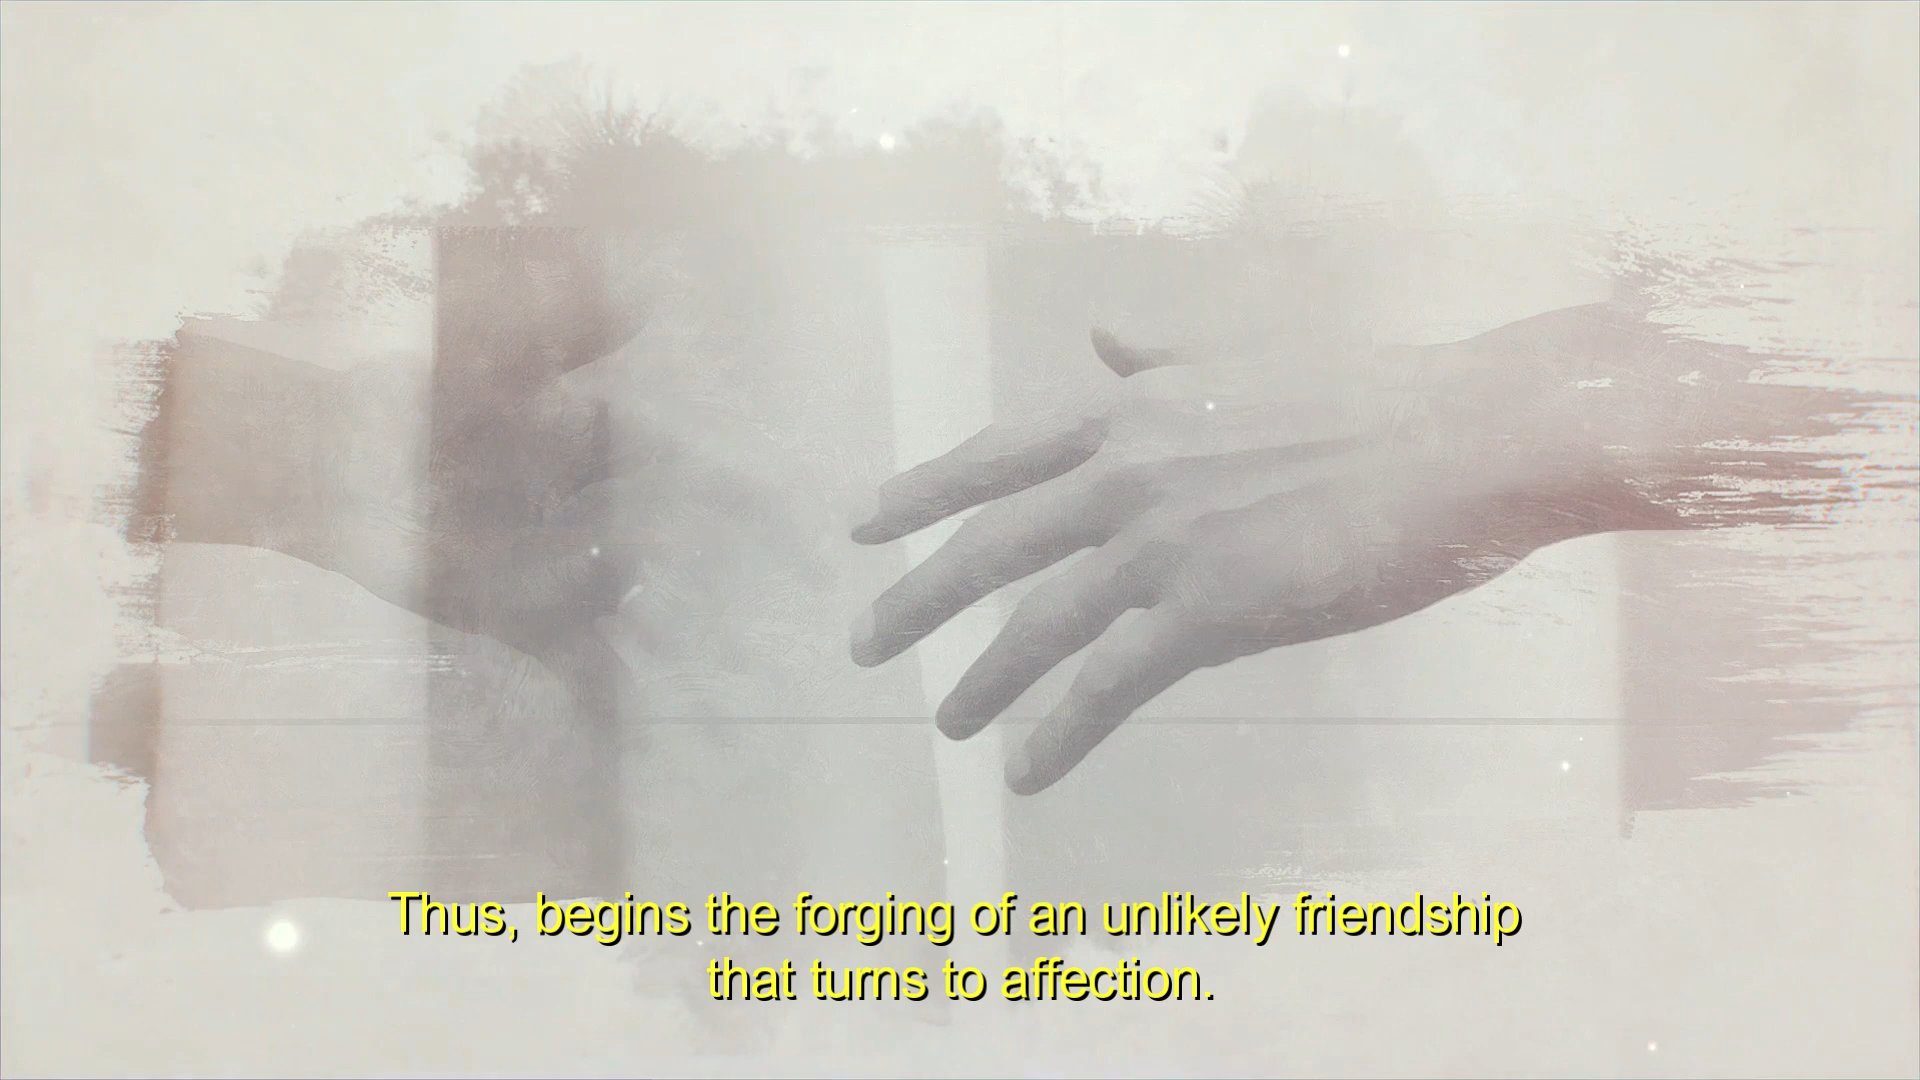 Thus, begins the forging of an unlikely friendship
that turns to affection.